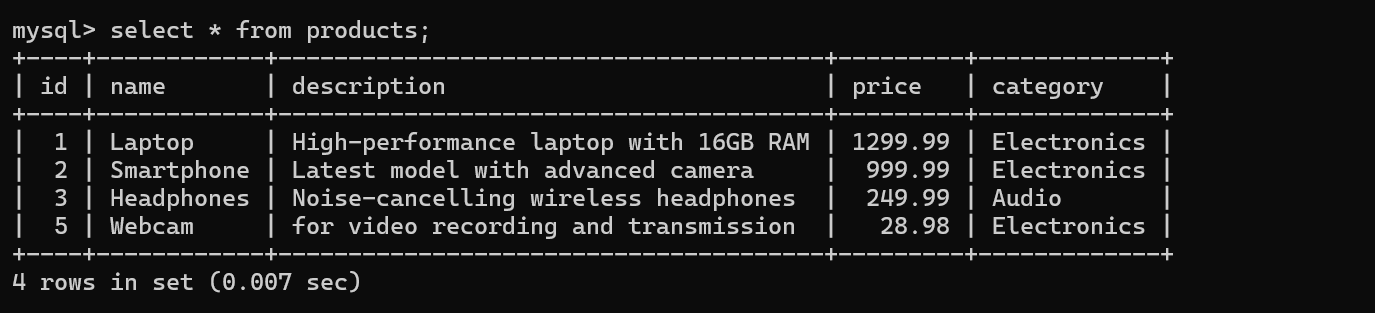 mysql> select * from products;
+----+------------+---------------------------------------+---------+-------------+
| id | name       | description                           | price   | category    |
+----+------------+---------------------------------------+---------+-------------+
|  1 | Laptop     | High-performance laptop with 16GB RAM | 1299.99 | Electronics |
|  2 | Smartphone | Latest model with advanced camera     |  999.99 | Electronics |
|  3 | Headphones | Noise-cancelling wireless headphones  |  249.99 | Audio       |
|  5 | Webcam     | for video recording and transmission  |   28.98 | Electronics |
+----+------------+---------------------------------------+---------+-------------+
4 rows in set (0.007 sec)